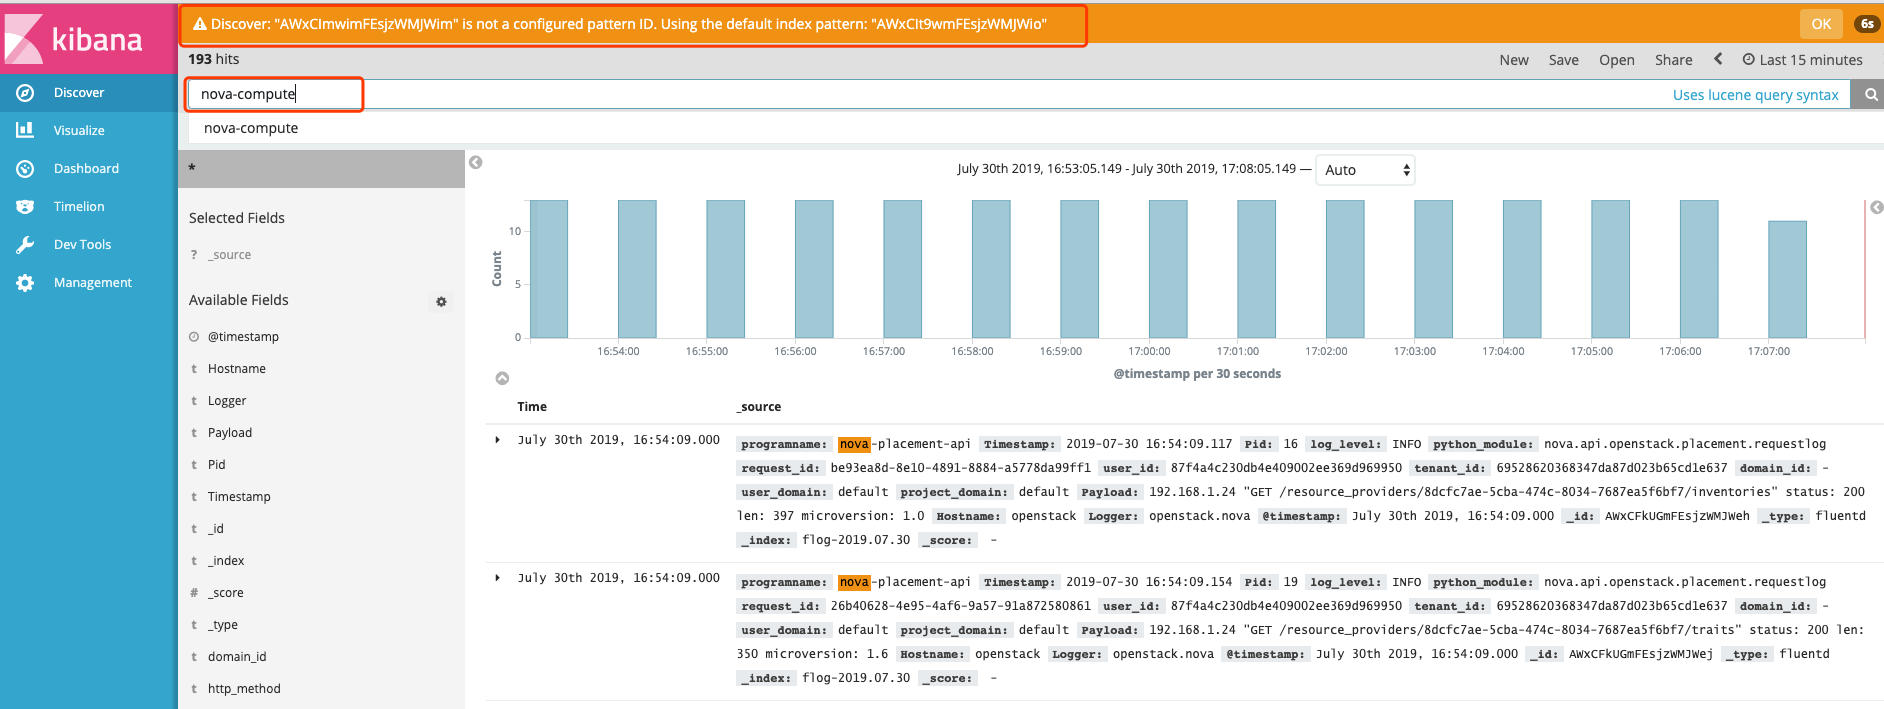 kibana
Discover
Visualize
Dashboard
Timelion
Dev Tools
Management
Discover: "AWxCImwimFEsjzWMJWim" is not a configured pattern ID. Using the default index pattern: "AWxCIt9wmFEsjzWMJWio"
OK
6s
193 hits
New Save Open Share Last 15 minutes
nova-compute
Uses lucene query syntax
nova-compute
*
Selected Fields
? _source
Available Fields
@timestamp
t Hostname
t Logger
t Payload
t Pid
t Timestamp
t _id
t _index
# _score
t _type
t domain_id
t http_method
July 30th 2019, 16:53:05.149 - July 30th 2019, 17:08:05.149 — Auto
Count
10
5
0
16:54:00 16:55:00 16:56:00 16:57:00 16:58:00 16:59:00 17:00:00 17:01:00 17:02:00 17:03:00 17:04:00 17:05:00 17:06:00 17:07:00
@timestamp per 30 seconds
Time _source
July 30th 2019, 16:54:09.000
programname: nova-placement-api Timestamp: 2019-07-30 16:54:09.117 Pid: 16 log_level: INFO python_module: nova.api.openstack.placement.requestlog
request_id: be93ea8d-8e10-4891-8884-a5778da99ff1 user_id: 87f4a4c230db4e409002ee369d969950 tenant_id: 69528620368347da87d023b65cd1e637 domain_id: -
user_domain: default project_domain: default Payload: 192.168.1.24 "GET /resource_providers/8dcfc7ae-5cba-474c-8034-7687ea5f6bf7/inventories" status: 200
len: 397 microversion: 1.0 Hostname: openstack Logger: openstack.nova @timestamp: July 30th 2019, 16:54:09.000 _id: AWxCFkUGmFEsjzWMJWeh _type: fluentd
_index: flog-2019.07.30 _score: -
July 30th 2019, 16:54:09.000
programname: nova-placement-api Timestamp: 2019-07-30 16:54:09.154 Pid: 19 log_level: INFO python_module: nova.api.openstack.placement.requestlog
request_id: 26b40628-4e95-4af6-9a57-91a872580861 user_id: 87f4a4c230db4e409002ee369d969950 tenant_id: 69528620368347da87d023b65cd1e637 domain_id: -
user_domain: default project_domain: default Payload: 192.168.1.24 "GET /resource_providers/8dcfc7ae-5cba-474c-8034-7687ea5f6bf7/traits" status: 200 len:
350 microversion: 1.6 Hostname: openstack Logger: openstack.nova @timestamp: July 30th 2019, 16:54:09.000 _id: AWxCFkUGmFEsjzWMJWej _type: fluentd
_index: flog-2019.07.30 _score: -